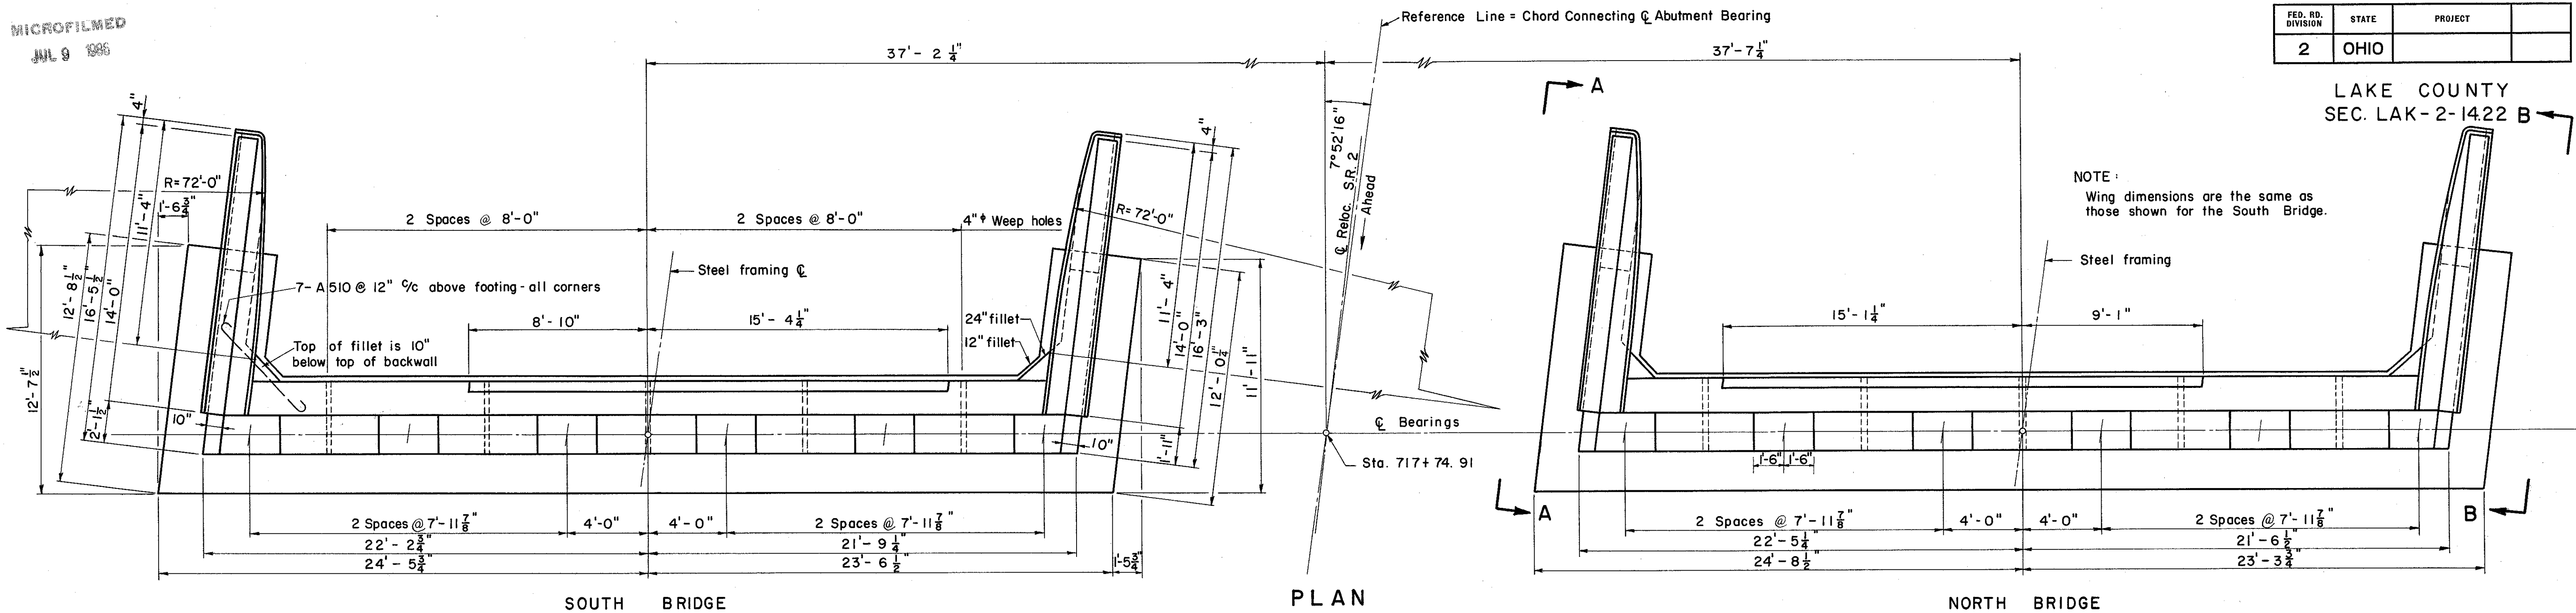 MICROFILMED
JUL 9 1986
Reference Line = Chord Connecting ℄ Abutment Bearing
37'- 2 1/4"
37'-7 1/4"
FED. RD. DIVISION
STATE
PROJECT
2
OHIO
LAKE COUNTY
SEC. LAK-2-14.22
A
B
4"
R=72'-0"
1'-6 3/4"
11'-4"
12'-8 1/2"
16'-5 1/2"
14'-0"
12'-7 1/2"
2'-1 1/2"
10"
2 Spaces @ 8'-0"
2 Spaces @ 8'-0"
4"ϕ Weep holes
Steel framing ℄
7- A510 @ 12" c/c above footing - all corners
8'-10"
15'- 4 1/4"
Top of fillet is 10"
below top of backwall
24" fillet
12" fillet
4"
R=72'-0"
11'- 4"
14'-0"
16'-3"
12'- 0 1/4"
11'-11"
1'-11"
10"
7°52'16"
℄ Reloc. S.R. 2
Ahead
℄ Bearings
Sta. 717+74.91
NOTE:
Wing dimensions are the same as
those shown for the South Bridge.
Steel framing
15'-1 1/4"
9'-1"
1'-6"
1'-6"
2 Spaces @ 7'-11 7/8"
4'-0"
4'-0"
2 Spaces @ 7'-11 7/8"
22'- 2 3/4"
21'- 9 1/4"
24'- 5 3/4"
23'- 6 1/2"
1'-5 3/4"
A
B
2 Spaces @ 7'-11 7/8"
4'-0"
4'-0"
2 Spaces @ 7'-11 7/8"
22'-5 1/4"
21'-6 1/2"
24'-8 1/2"
23'-3 3/4"
SOUTH BRIDGE
PLAN
NORTH BRIDGE